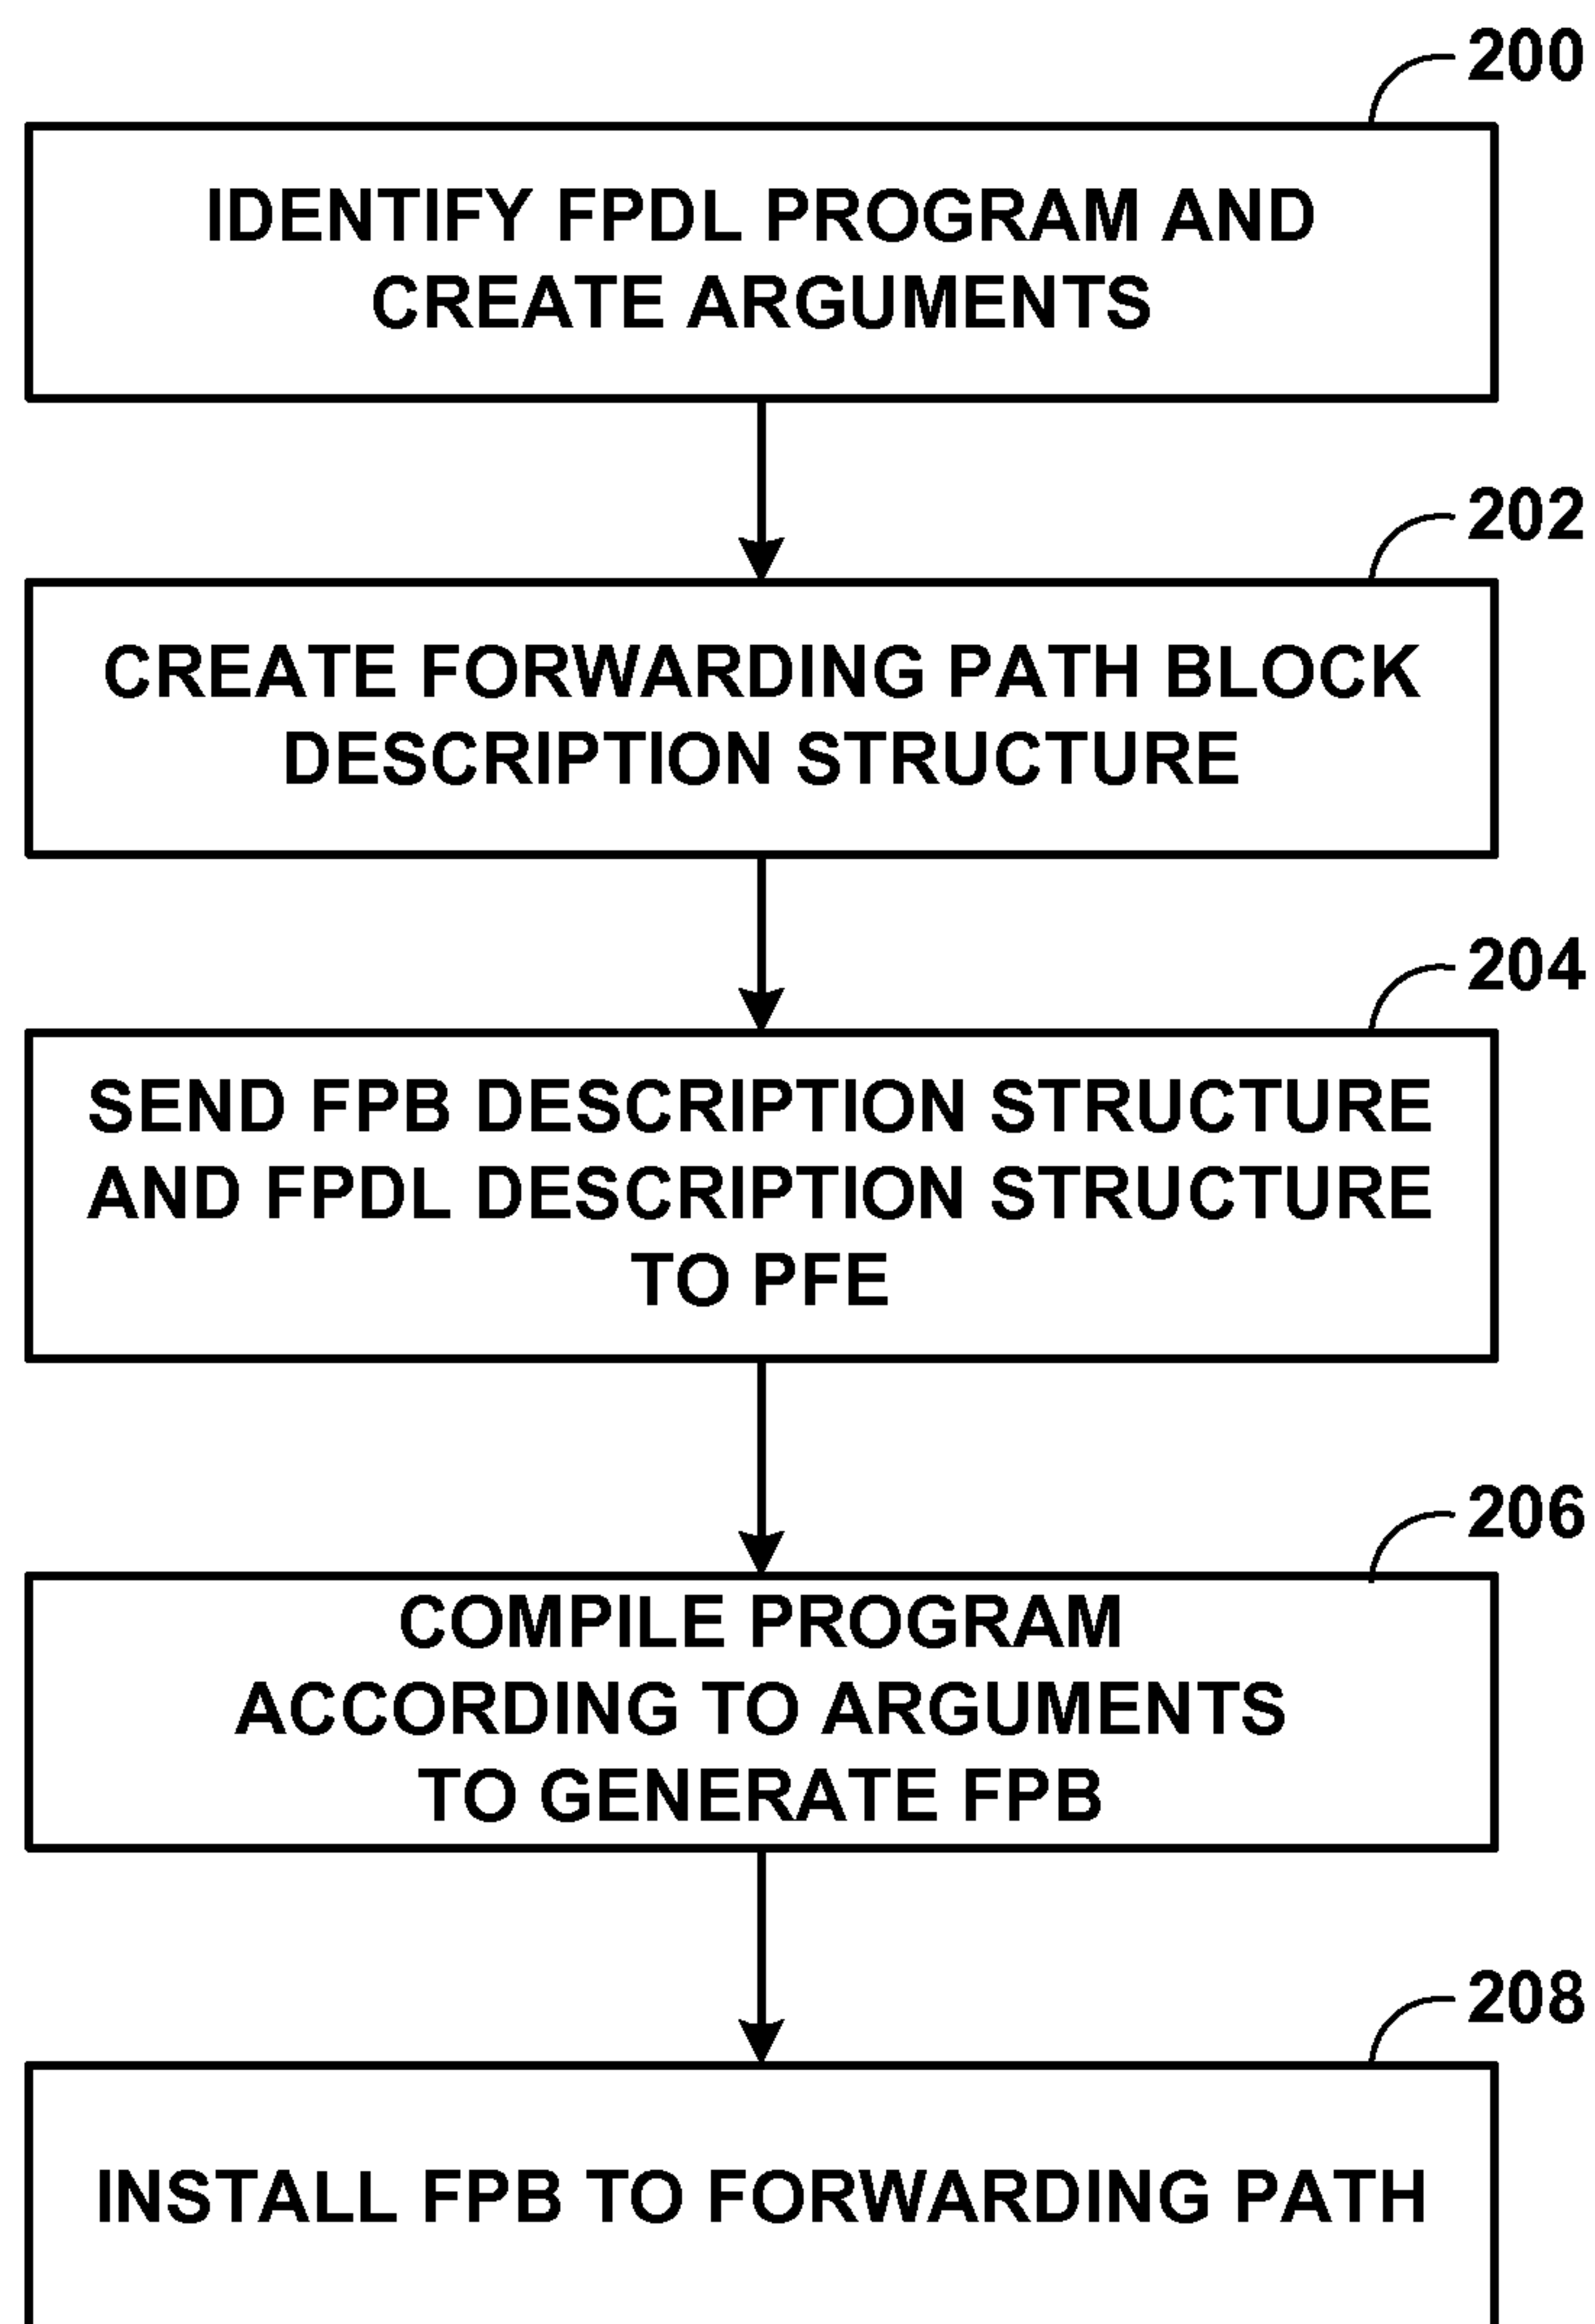 200
IDENTIFY FPDL PROGRAM AND
CREATE ARGUMENTS
202
CREATE FORWARDING PATH BLOCK
DESCRIPTION STRUCTURE
204
SEND FPB DESCRIPTION STRUCTURE
AND FPDL DESCRIPTION STRUCTURE
TO PFE
206
COMPILE PROGRAM
ACCORDING TO ARGUMENTS
TO GENERATE FPB
208
INSTALL FPB TO FORWARDING PATH